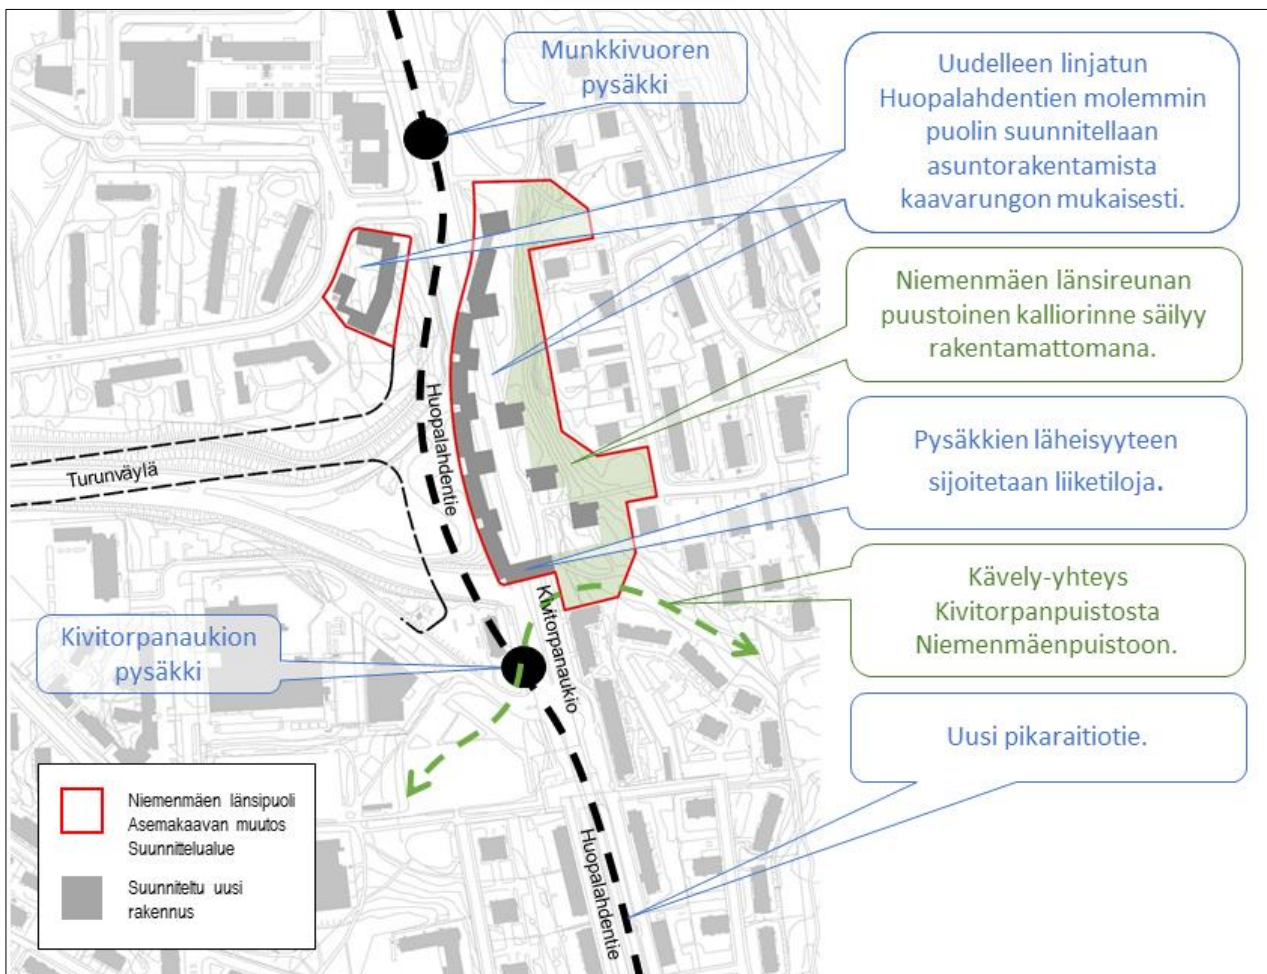 Munkkivuoren
pysäkki
Uudelleen linjatun
Huopalahdentien molemmin
puolin suunnitellaan
asuntorakentamista
kaavarungon mukaisesti.
Niemenmäen länsireunan
puustoinen kalliorinne säilyy
rakentamattomana.
Huopalahdentie
Turunväylä
Pysäkkien läheisyyteen
sijoitetaan liiketiloja.
Kävely-yhteys
Kivitorpanpuistosta
Niemenmäenpuistoon.
Kivitorpanaukion
pysäkki
Kivitorpanaukio
Uusi pikaraitiotie.
Huopalahdentie
Niemenmäen länsipuoli
Asemakaavan muutos
Suunnittelualue
Suunniteltu uusi
rakennus